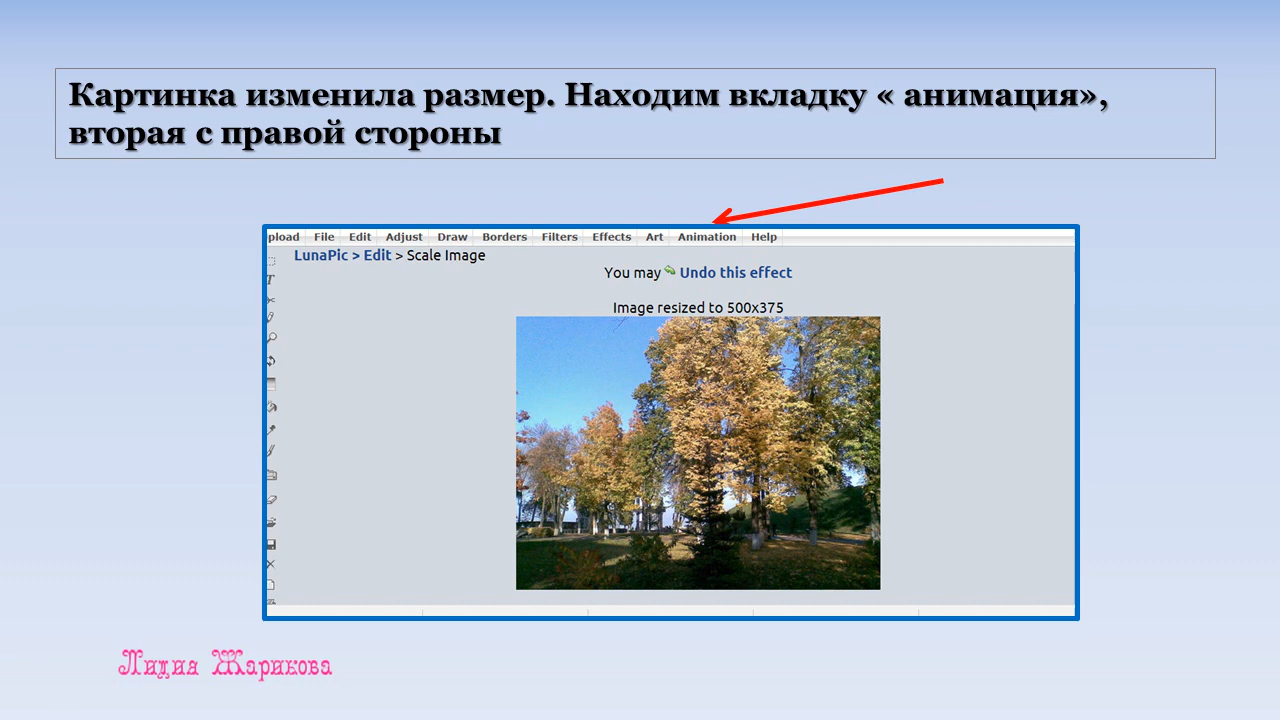 Картинка изменила размер. Находим вкладку « анимация»,
вторая с правой стороны
pload File Edit Adjust Draw Borders Filters Effects Art Animation Help
LunaPic > Edit > Scale Image
You may Undo this effect
Image resized to 500x375
Лидия Жарикова